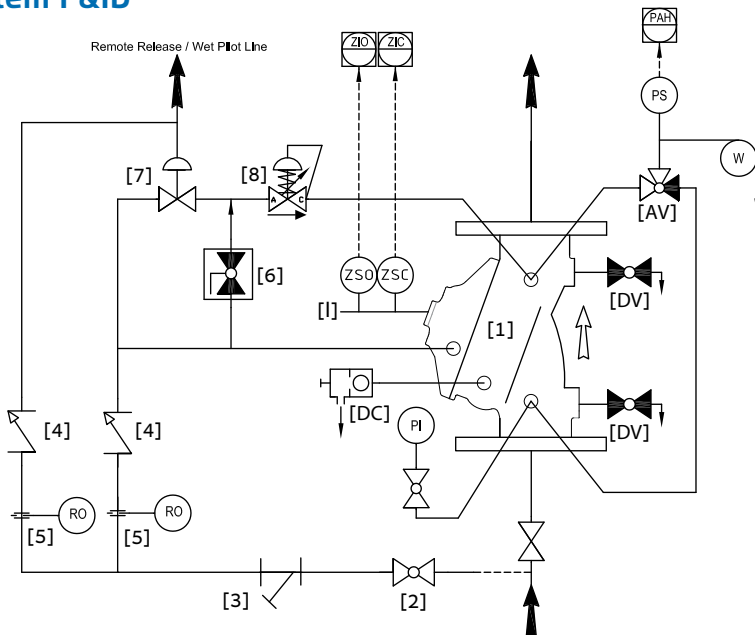 ZIO ZIC PAH
Remote Release / Wet Pilot Line
PS
W
[7] [8]
A C
[AV]
[6]
ZSO ZSC
[DV]
[I]
[1]
[DC]
[DV]
PI
[4] [4]
RO RO
[5] [5]
[3] [2]